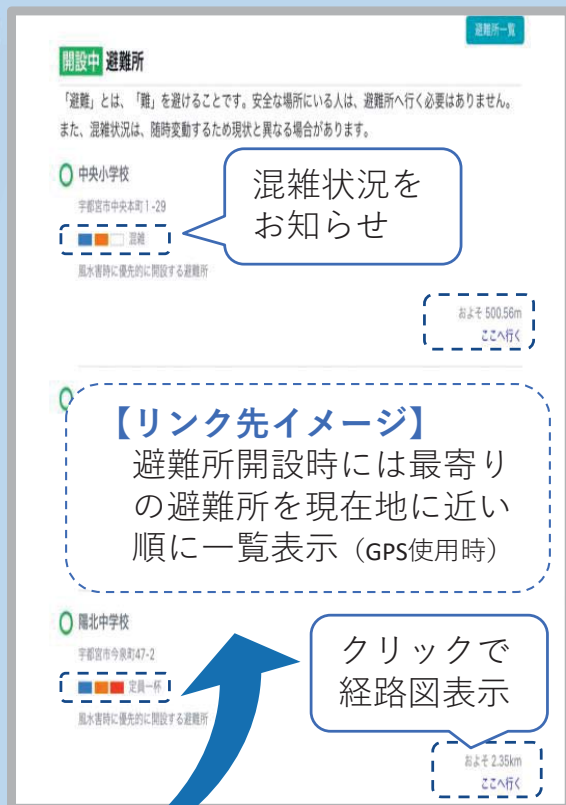 避難所一覧
開設中 避難所
「避難」とは、「難」を避けることです。安全な場所にいる人は、避難所へ行く必要はありません。
また、混雑状況は、随時変動するため現状と異なる場合があります。
中央小学校
宇都宮市中央本町1-29
混雑
風水害時に優先的に開設する避難所
混雑状況を
お知らせ
およそ 500.56m
ここへ行く
【リンク先イメージ】
避難所開設時には最寄り
の避難所を現在地に近い
順に一覧表示（GPS使用時）
陽北中学校
宇都宮市今泉町47-2
定員一杯
風水害時に優先的に開設する避難所
クリックで
経路図表示
およそ 2.35km
ここへ行く